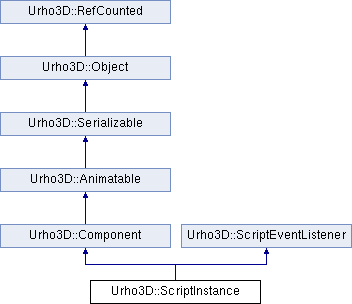 Urho3D::RefCounted
Urho3D::Object
Urho3D::Serializable
Urho3D::Animatable
Urho3D::Component
Urho3D::ScriptEventListener
Urho3D::ScriptInstance